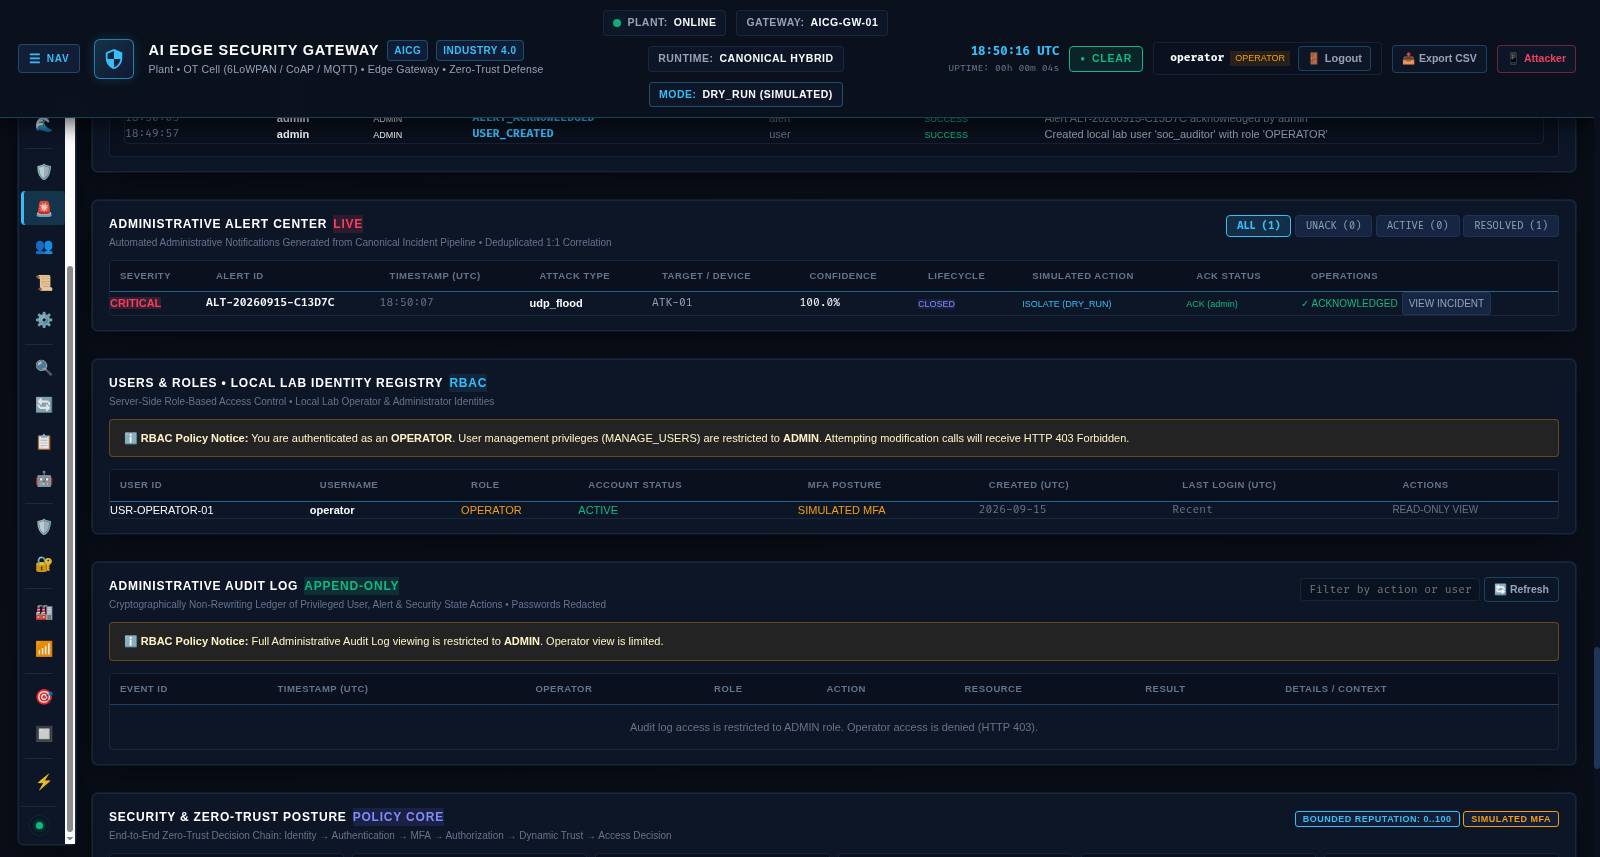 ☰ NAV
AI EDGE SECURITY GATEWAY AICG INDUSTRY 4.0
Plant • OT Cell (6LoWPAN / CoAP / MQTT) • Edge Gateway • Zero-Trust Defense
PLANT: ONLINE GATEWAY: AICG-GW-01
RUNTIME: CANONICAL HYBRID
MODE: DRY_RUN (SIMULATED)
18:50:16 UTC
UPTIME: 00h 00m 04s
• CLEAR
operator OPERATOR Logout
Export CSV
Attacker
18:50:03 admin ADMIN ALERT_ACKNOWLEDGED alert SUCCESS Alert ALT-20260915-C13D7C acknowledged by admin
18:49:57 admin ADMIN USER_CREATED user SUCCESS Created local lab user 'soc_auditor' with role 'OPERATOR'
ADMINISTRATIVE ALERT CENTER LIVE
Automated Administrative Notifications Generated from Canonical Incident Pipeline • Deduplicated 1:1 Correlation
ALL (1) UNACK (0) ACTIVE (0) RESOLVED (1)
SEVERITY ALERT ID TIMESTAMP (UTC) ATTACK TYPE TARGET / DEVICE CONFIDENCE LIFECYCLE SIMULATED ACTION ACK STATUS OPERATIONS
CRITICAL ALT-20260915-C13D7C 18:50:07 udp_flood ATK-01 100.0% CLOSED ISOLATE (DRY_RUN) ACK (admin) ✓ ACKNOWLEDGED VIEW INCIDENT
USERS & ROLES • LOCAL LAB IDENTITY REGISTRY RBAC
Server-Side Role-Based Access Control • Local Lab Operator & Administrator Identities
ℹ️ RBAC Policy Notice: You are authenticated as an OPERATOR. User management privileges (MANAGE_USERS) are restricted to ADMIN. Attempting modification calls will receive HTTP 403 Forbidden.
USER ID USERNAME ROLE ACCOUNT STATUS MFA POSTURE CREATED (UTC) LAST LOGIN (UTC) ACTIONS
USR-OPERATOR-01 operator OPERATOR ACTIVE SIMULATED MFA 2026-09-15 Recent READ-ONLY VIEW
ADMINISTRATIVE AUDIT LOG APPEND-ONLY
Cryptographically Non-Rewriting Ledger of Privileged User, Alert & Security State Actions • Passwords Redacted
Filter by action or user Refresh
ℹ️ RBAC Policy Notice: Full Administrative Audit Log viewing is restricted to ADMIN. Operator view is limited.
EVENT ID TIMESTAMP (UTC) OPERATOR ROLE ACTION RESOURCE RESULT DETAILS / CONTEXT
Audit log access is restricted to ADMIN role. Operator access is denied (HTTP 403).
SECURITY & ZERO-TRUST POSTURE POLICY CORE
End-to-End Zero-Trust Decision Chain: Identity → Authentication → MFA → Authorization → Dynamic Trust → Access Decision
BOUNDED REPUTATION: 0..100 SIMULATED MFA